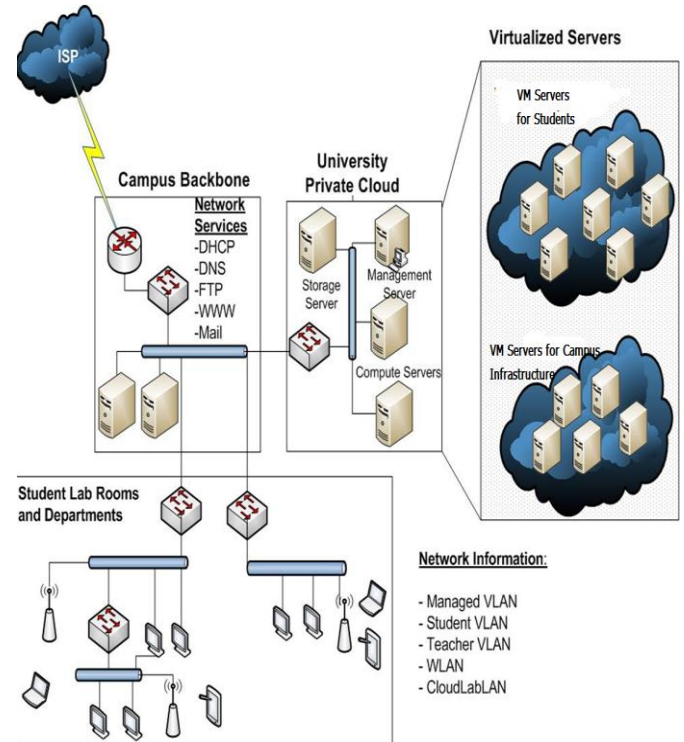 ISP
Virtualized Servers
VM Servers
for Students
University
Private Cloud
Campus Backbone
Network
Services
-DHCP
-DNS
-FTP
-WWW
-Mail
Storage
Server
Management
Server
Compute Servers
VM Servers for Campus
Infrastructure
Student Lab Rooms
and Departments
Network Information:
- Managed VLAN
- Student VLAN
- Teacher VLAN
- WLAN
- CloudLabLAN